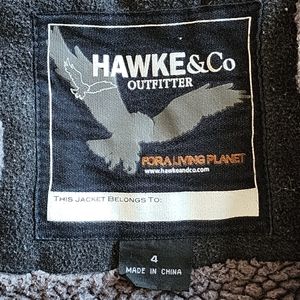 HAWKE&Co
OUTFITTER
FOR A LIVING PLANET
www.hawkeandco.com
THIS JACKET BELONGS TO:
4
MADE IN CHINA